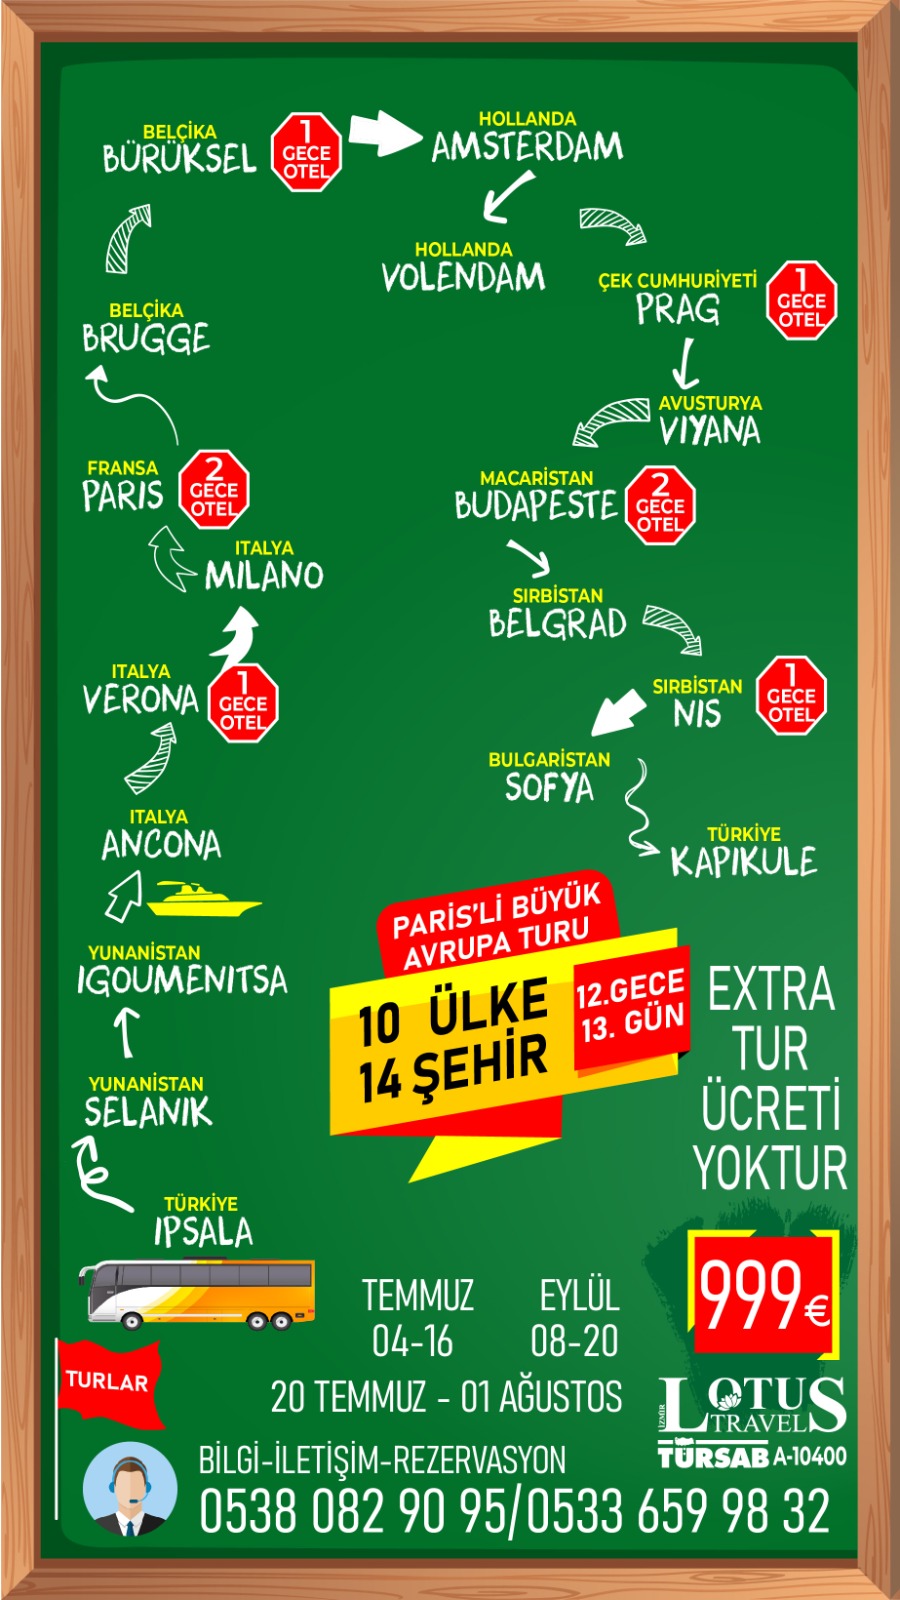 BELÇİKA
BÜRÜKSEL
1
GECE
OTEL
HOLLANDA
AMSTERDAM
HOLLANDA
VOLENDAM
ÇEK CUMHURİYETİ
PRAG
1
GECE
OTEL
BELÇİKA
BRUGGE
AVUSTURYA
VIYANA
FRANSA
PARIS
2
GECE
OTEL
MACARİSTAN
BUDAPEŞTE
2
GECE
OTEL
İTALYA
MILANO
SIRBİSTAN
BELGRAD
İTALYA
VERONA
1
GECE
OTEL
SIRBİSTAN
NIS
1
GECE
OTEL
BULGARİSTAN
SOFYA
İTALYA
ANCONA
TÜRKİYE
KAPIKULE
YUNANİSTAN
IGOUMENITSA
YUNANİSTAN
SELANIK
TÜRKİYE
IPSALA
PARİS'Lİ BÜYÜK
AVRUPA TURU
10 ÜLKE
14 ŞEHİR
12.GECE
13. GÜN
EXTRA
TUR
ÜCRETİ
YOKTUR
999€
TEMMUZ
04-16
EYLÜL
08-20
20 TEMMUZ - 01 AĞUSTOS
TURLAR
İZMİR
LOTUS
TRAVEL
TÜRSAB A-10400
BİLGİ-İLETİŞİM-REZERVASYON
0538 082 90 95/0533 659 98 32